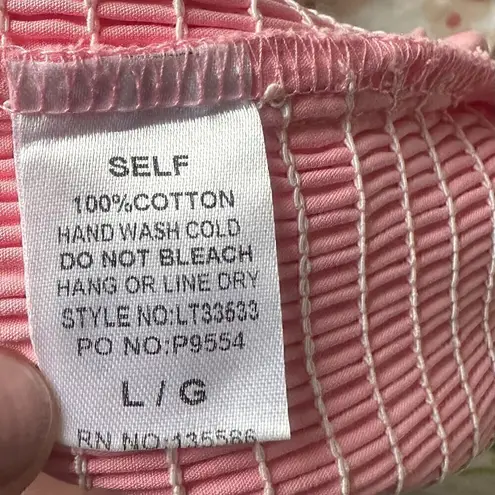 SELF
100%COTTON
HAND WASH COLD
DO NOT BLEACH
HANG OR LINE DRY
STYLE NO:LT33633
PO NO:P9554
L / G
RN NO:135586